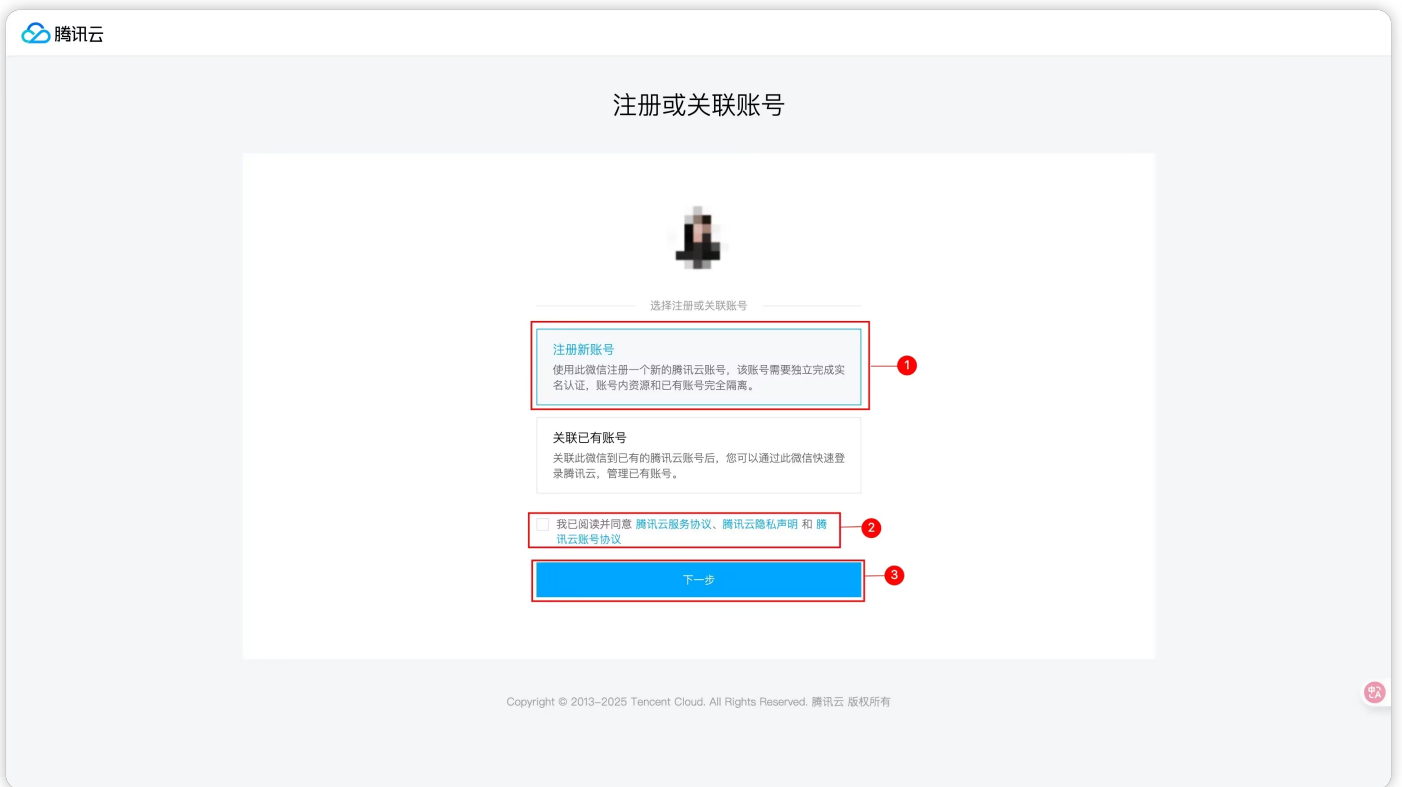 腾讯云
注册或关联账号
选择注册或关联账号
注册新账号
使用此微信注册一个新的腾讯云账号，该账号需要独立完成实
名认证，账号内资源和已有账号完全隔离。
1
关联已有账号
关联此微信到已有的腾讯云账号后，您可以通过此微信快速登
录腾讯云，管理已有账号。
我已阅读并同意 腾讯云服务协议、腾讯云隐私声明 和 腾
讯云账号协议
2
下一步
3
Copyright © 2013-2025 Tencent Cloud. All Rights Reserved. 腾讯云 版权所有